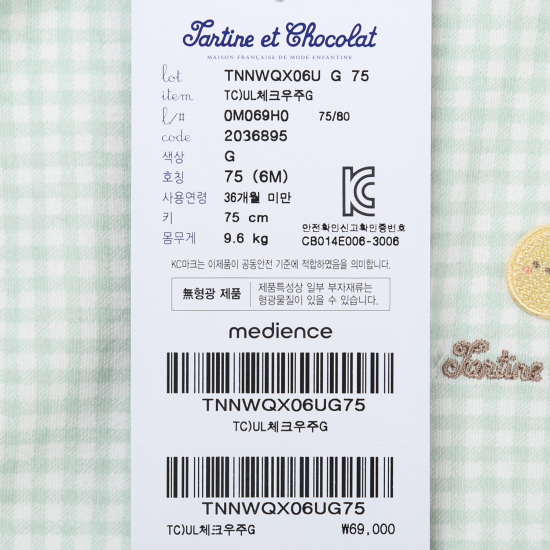 Tartine et Chocolat
MAISON FRANÇAISE DE MODE ENFANTINE
lot TNNWQX06U G 75
item TC)UL체크우주G
l/# 0M069H0 75/80
code 2036895
색상 G
호칭 75 (6M)
사용연령 36개월 미만
키 75 cm
몸무게 9.6 kg
안전확인신고확인증번호
CB014E006-3006
KC마크는 이제품이 공동안전 기준에 적합하였음을 의미합니다.
無형광 제품 제품특성상 일부 부자재류는
형광물질이 있을 수 있습니다.
medience
TNNWQX06UG75
TC)UL체크우주G
TNNWQX06UG75
TC)UL체크우주G ₩69,000
Tartine